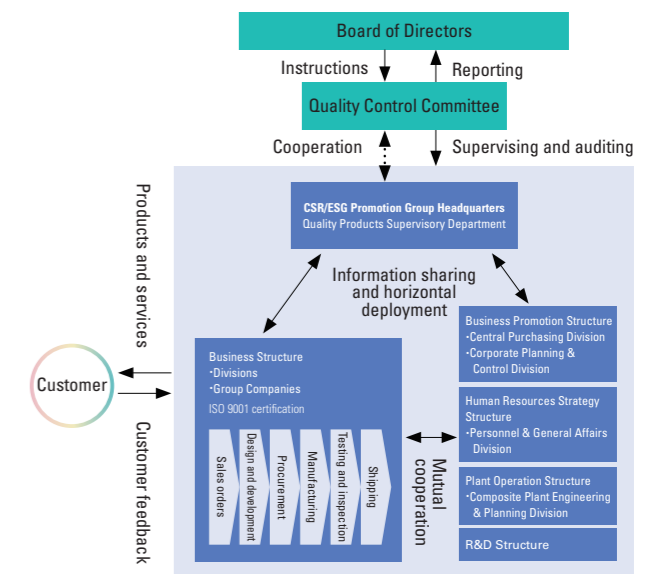 Board of Directors
Instructions
Reporting
Quality Control Committee
Cooperation
Supervising and auditing
CSR/ESG Promotion Group Headquarters
Quality Products Supervisory Department
Products and services
Information sharing
and horizontal
deployment
Business Promotion Structure
・Central Purchasing Division
・Corporate Planning &
Control Division
Business Structure
・Divisions
・Group Companies
ISO 9001 certification
Customer
Human Resources Strategy
Structure
・Personnel & General Affairs
Division
Sales orders
Design and development
Procurement
Manufacturing
Testing and inspection
Shipping
Mutual
cooperation
Customer feedback
Plant Operation Structure
・Composite Plant Engineering
& Planning Division
R&D Structure